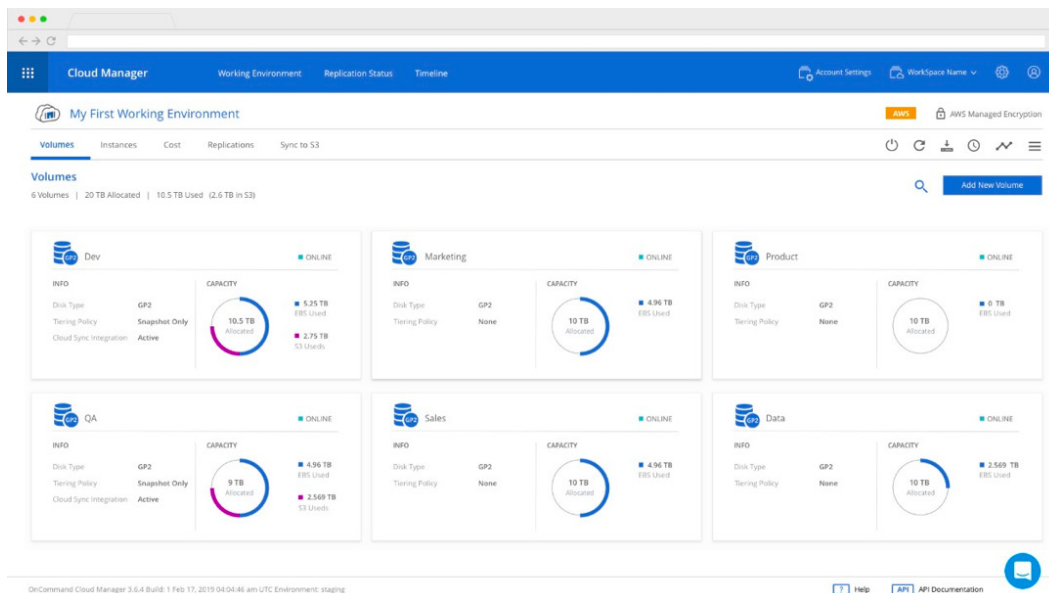 Cloud Manager Working Environment Replication Status Timeline Account Settings WorkSpace Name
My First Working Environment AWS AWS Managed Encryption
Volumes Instances Cost Replications Sync to S3
Volumes
6 Volumes | 20 TB Allocated | 10.5 TB Used (2.6 TB in S3)
Add New Volume
GP2 Dev ONLINE
INFO CAPACITY
Disk Type GP2
Tiering Policy Snapshot Only
Cloud Sync Integration Active
10.5 TB
Allocated
5.25 TB
EBS Used
2.75 TB
S3 Useds
GP2 Marketing ONLINE
INFO CAPACITY
Disk Type GP2
Tiering Policy None
10 TB
Allocated
4.96 TB
EBS Used
GP2 Product ONLINE
INFO CAPACITY
Disk Type GP2
Tiering Policy None
10 TB
Allocated
0 TB
EBS Used
GP2 QA ONLINE
INFO CAPACITY
Disk Type GP2
Tiering Policy Snapshot Only
Cloud Sync Integration Active
9 TB
Allocated
4.96 TB
EBS Used
2.569 TB
S3 Useds
GP2 Sales ONLINE
INFO CAPACITY
Disk Type GP2
Tiering Policy None
10 TB
Allocated
4.96 TB
EBS Used
GP2 Data ONLINE
INFO CAPACITY
Disk Type GP2
Tiering Policy None
10 TB
Allocated
2.569 TB
EBS Used
OnCommand Cloud Manager 3.6.4 Build: 1 Feb 17, 2019 04:04:46 am UTC Environment: staging ? Help API API Documentation